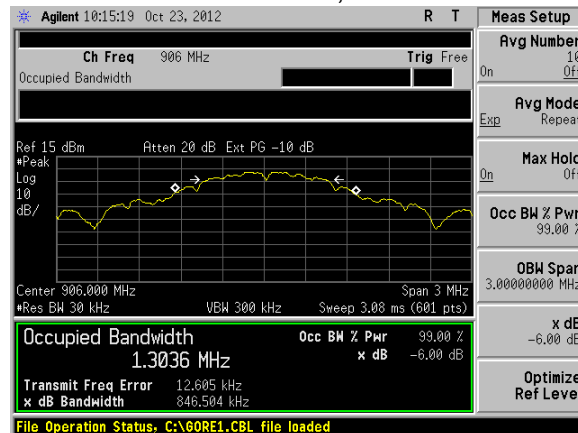 Agilent 10:15:19 Oct 23, 2012 R T Meas Setup
Avg Number
10
On Off
Ch Freq 906 MHz Trig Free
Occupied Bandwidth
Avg Mode
Exp Repeat
Ref 15 dBm Atten 20 dB Ext PG -10 dB
#Peak
Log
10
dB/
Max Hold
On Off
Occ BW % Pwr
99.00 %
OBW Span
3.00000000 MHz
Center 906.000 MHz Span 3 MHz
#Res BW 30 kHz VBW 300 kHz Sweep 3.08 ms (601 pts)
x dB
-6.00 dB
Occupied Bandwidth Occ BW % Pwr 99.00 %
1.3036 MHz x dB -6.00 dB
Transmit Freq Error 12.605 kHz
x dB Bandwidth 846.504 kHz
Optimize
Ref Level
File Operation Status, C:\GORE1.CBL file loaded